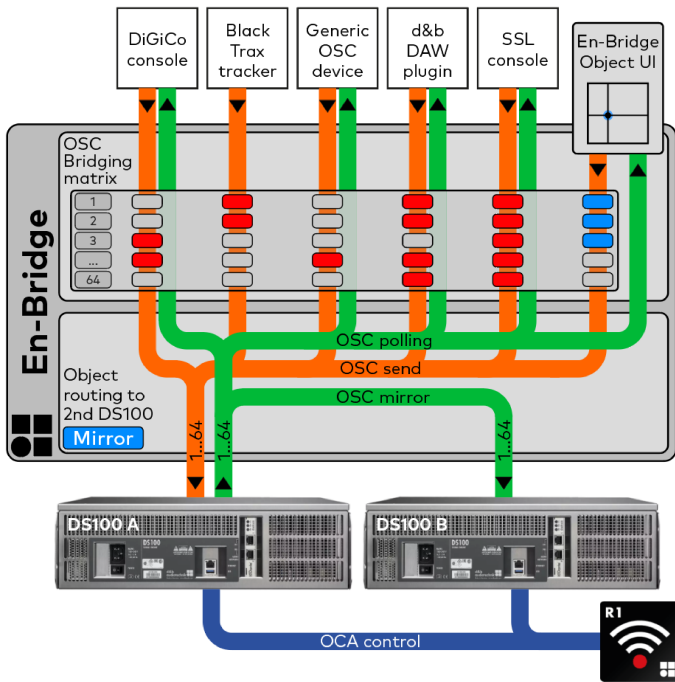 DiGiCo
console
Black
Trax
tracker
Generic
OSC
device
d&b
DAW
plugin
SSL
console
En-Bridge
Object UI
En-Bridge
OSC
Bridging
matrix
1
2
3
...
64
OSC polling
OSC send
OSC mirror
Object
routing to
2nd DS100
Mirror
1...64
1...64
1...64
DS100 A
DS100
DS100 B
DS100
OCA control
R1